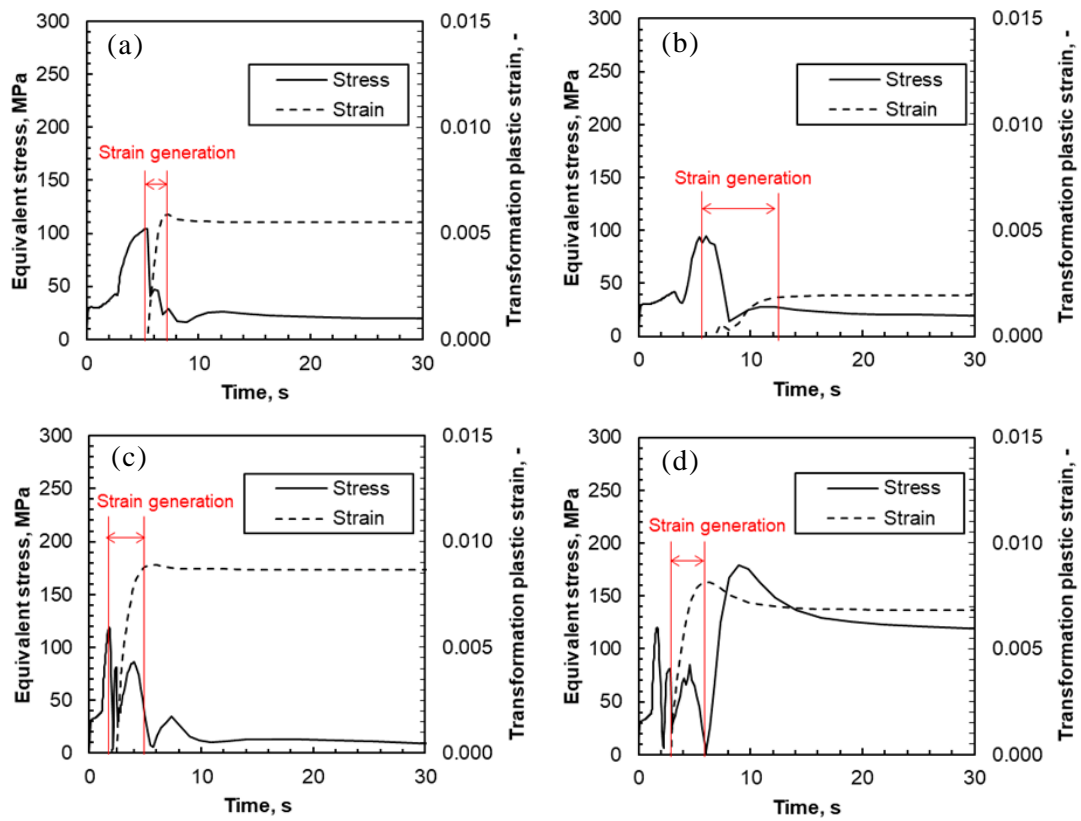 (a)
Stress
Strain
Strain generation
Equivalent stress, MPa
300
250
200
150
100
50
0
Transformation plastic strain, -
0.015
0.010
0.005
0.000
0 10 20 30
Time, s
(b)
Stress
Strain
Strain generation
Equivalent stress, MPa
300
250
200
150
100
50
0
Transformation plastic strain, -
0.015
0.010
0.005
0.000
0 10 20 30
Time, s
(c)
Stress
Strain
Strain generation
Equivalent stress, MPa
300
250
200
150
100
50
0
Transformation plastic strain, -
0.015
0.010
0.005
0.000
0 10 20 30
Time, s
(d)
Stress
Strain
Strain generation
Equivalent stress, MPa
300
250
200
150
100
50
0
Transformation plastic strain, -
0.015
0.010
0.005
0.000
0 10 20 30
Time, s